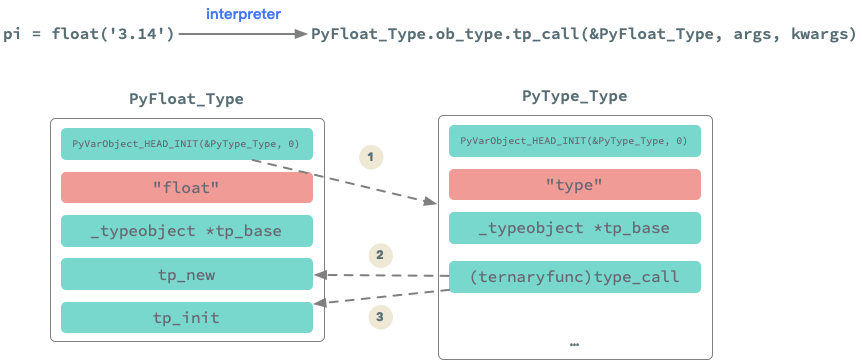 interpreter
pi = float('3.14') PyFloat_Type.ob_type.tp_call(&PyFloat_Type, args, kwargs)
PyFloat_Type
PyVarObject_HEAD_INIT(&PyType_Type, 0)
"float"
_typeobject *tp_base
tp_new
tp_init
1
2
3
PyType_Type
PyVarObject_HEAD_INIT(&PyType_Type, 0)
"type"
_typeobject *tp_base
(ternaryfunc)type_call
…